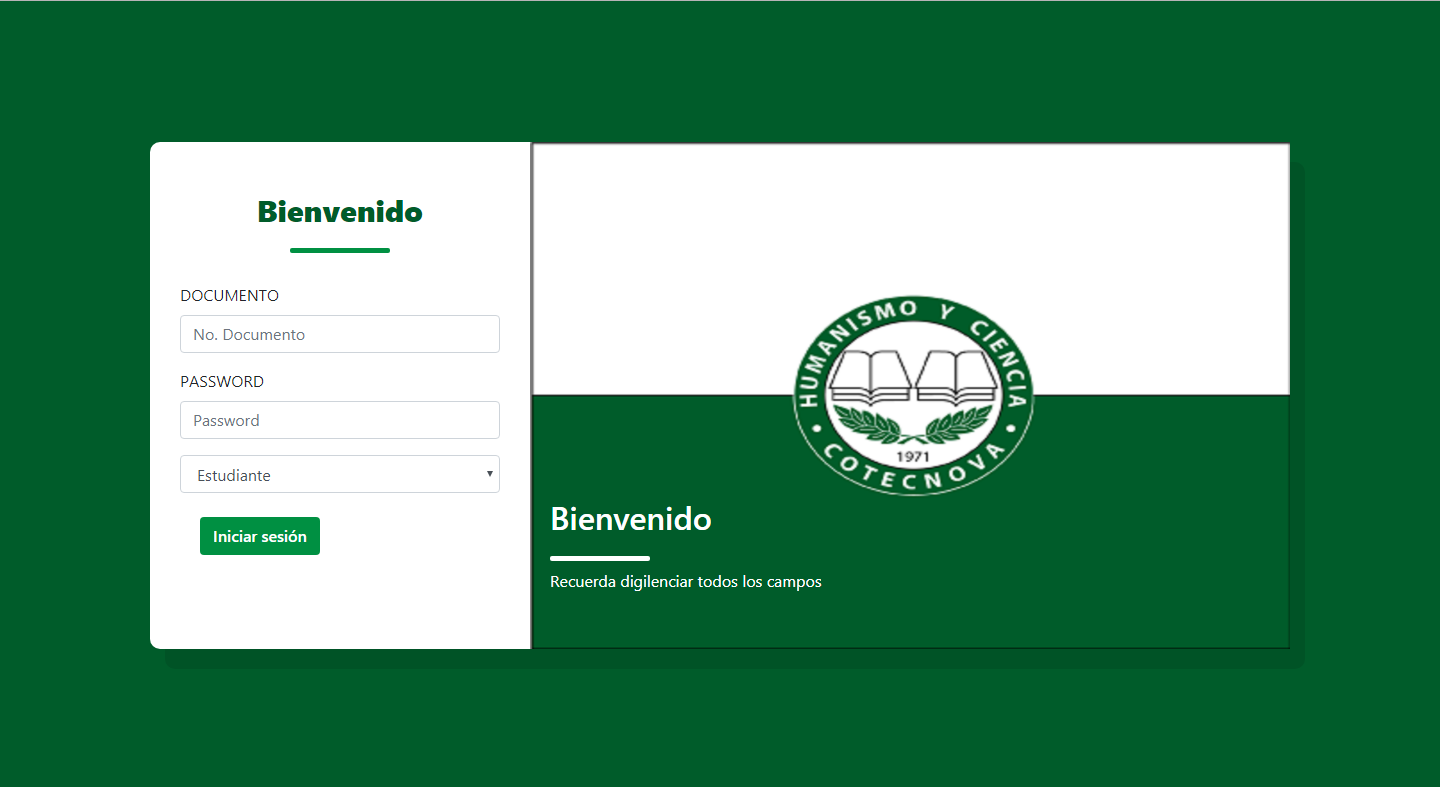 Bienvenido
DOCUMENTO
No. Documento
PASSWORD
Password
Estudiante
Iniciar sesión
HUMANISMO Y CIENCIA
1971
• COTECNOVA •
Bienvenido
Recuerda digilenciar todos los campos